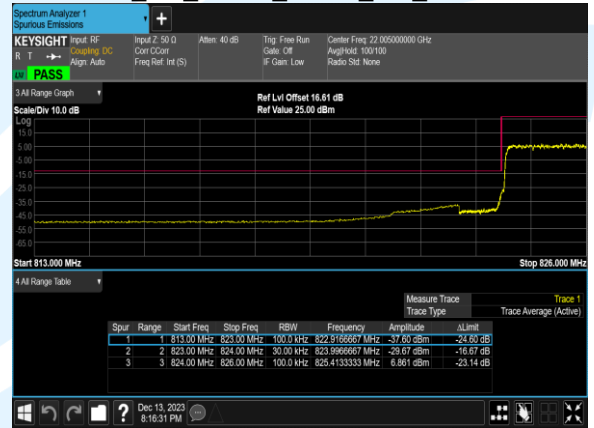 Spectrum Analyzer 1
Spurious Emissions
+
KEYSIGHT Input: RF Input Z: 50 Ω Atten: 40 dB Trig: Free Run Center Freq: 22.005000000 GHz
R T Coupling: DC Corr CCorr Gate: Off Avg|Hold: 100/100
Align: Auto Freq Ref: Int (S) IF Gain: Low Radio Std: None
PASS
3 All Range Graph
Ref Lvl Offset 16.61 dB
Scale/Div 10.0 dB Ref Value 25.00 dBm
Log
15.0
5.00
-5.00
-15.0
-25.0
-35.0
-45.0
-55.0
-65.0
Start 813.000 MHz Stop 826.000 MHz
4 All Range Table
Measure Trace Trace 1
Trace Type Trace Average (Active)
Spur Range Start Freq Stop Freq RBW Frequency Amplitude ΔLimit
1 1 813.00 MHz 823.00 MHz 100.0 kHz 822.9166667 MHz -37.60 dBm -24.60 dB
2 2 823.00 MHz 824.00 MHz 30.00 kHz 823.9966667 MHz -29.67 dBm -16.67 dB
3 3 824.00 MHz 826.00 MHz 100.0 kHz 825.4133333 MHz 6.861 dBm -23.14 dB
? Dec 13, 2023
8:16:31 PM